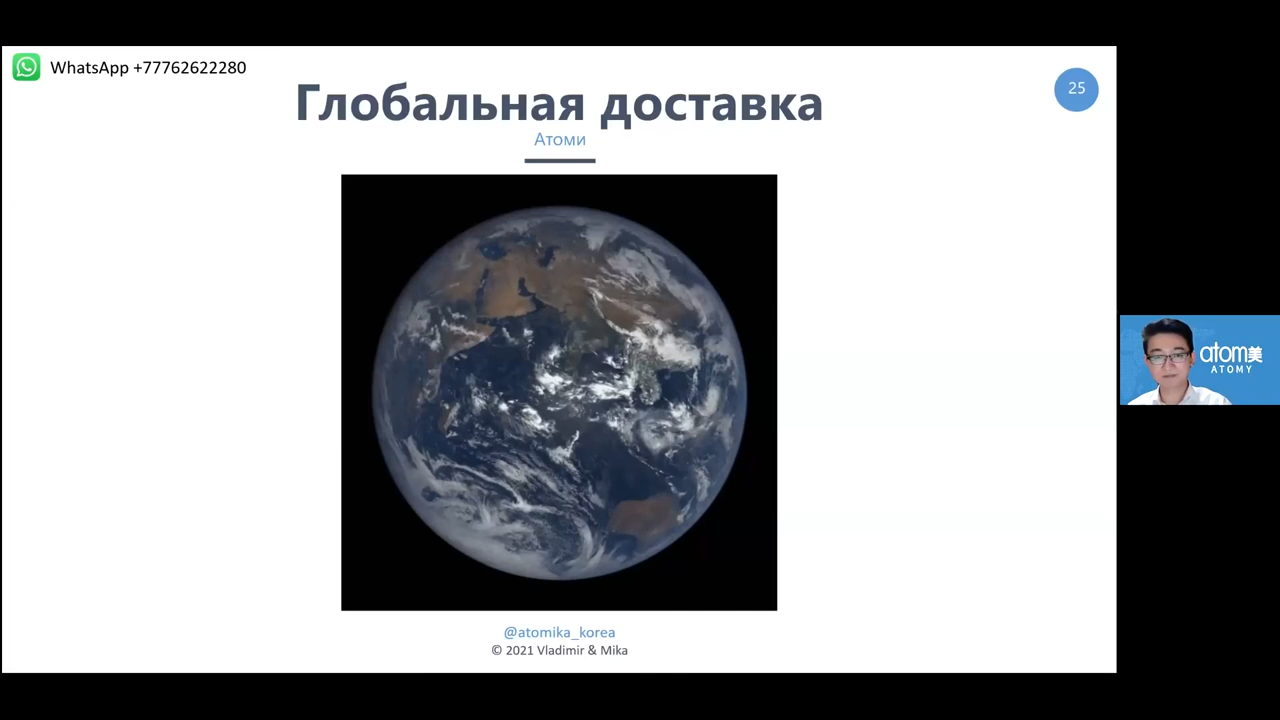 WhatsApp +77762622280
25
Глобальная доставка
Атоми
atom美
ATOMY
@atomika_korea
© 2021 Vladimir & Mika